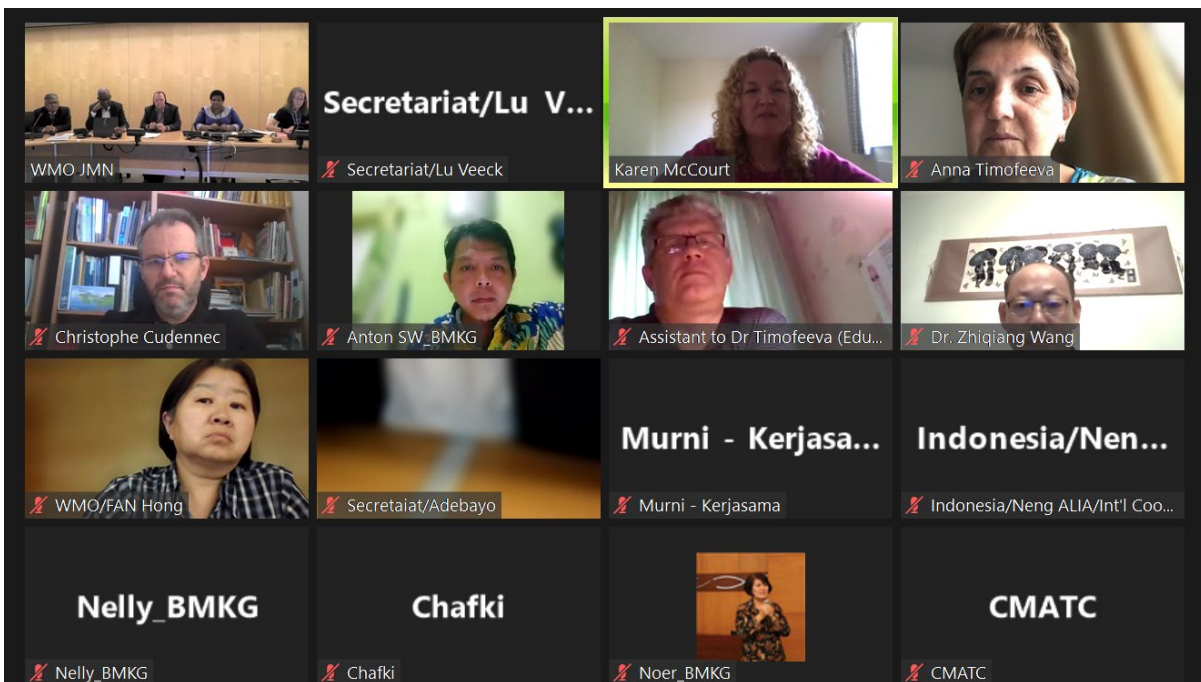 WMO JMN
Secretariat/Lu V...
Secretariat/Lu Veeck
Karen McCourt
Anna Timofeeva
Christophe Cudennec
Anton SW_BMKG
Assistant to Dr Timofeeva (Edu...
Dr. Zhiqiang Wang
WMO/FAN Hong
Secretaiat/Adebayo
Murni - Kerjasa...
Murni - Kerjasama
Indonesia/Nen...
Indonesia/Neng ALIA/Int'l Coo...
Nelly_BMKG
Nelly_BMKG
Chafki
Chafki
Noer_BMKG
CMATC
CMATC